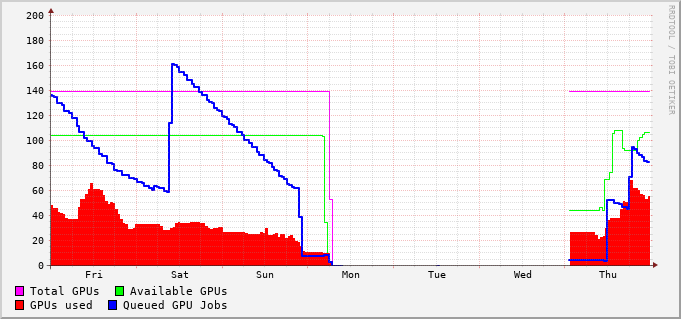 200
180
160
140
120
100
80
60
40
20
0
Fri Sat Sun Mon Tue Wed Thu
Total GPUs Available GPUs
GPUs used Queued GPU Jobs
RRDTOOL / TOBI OETIKER